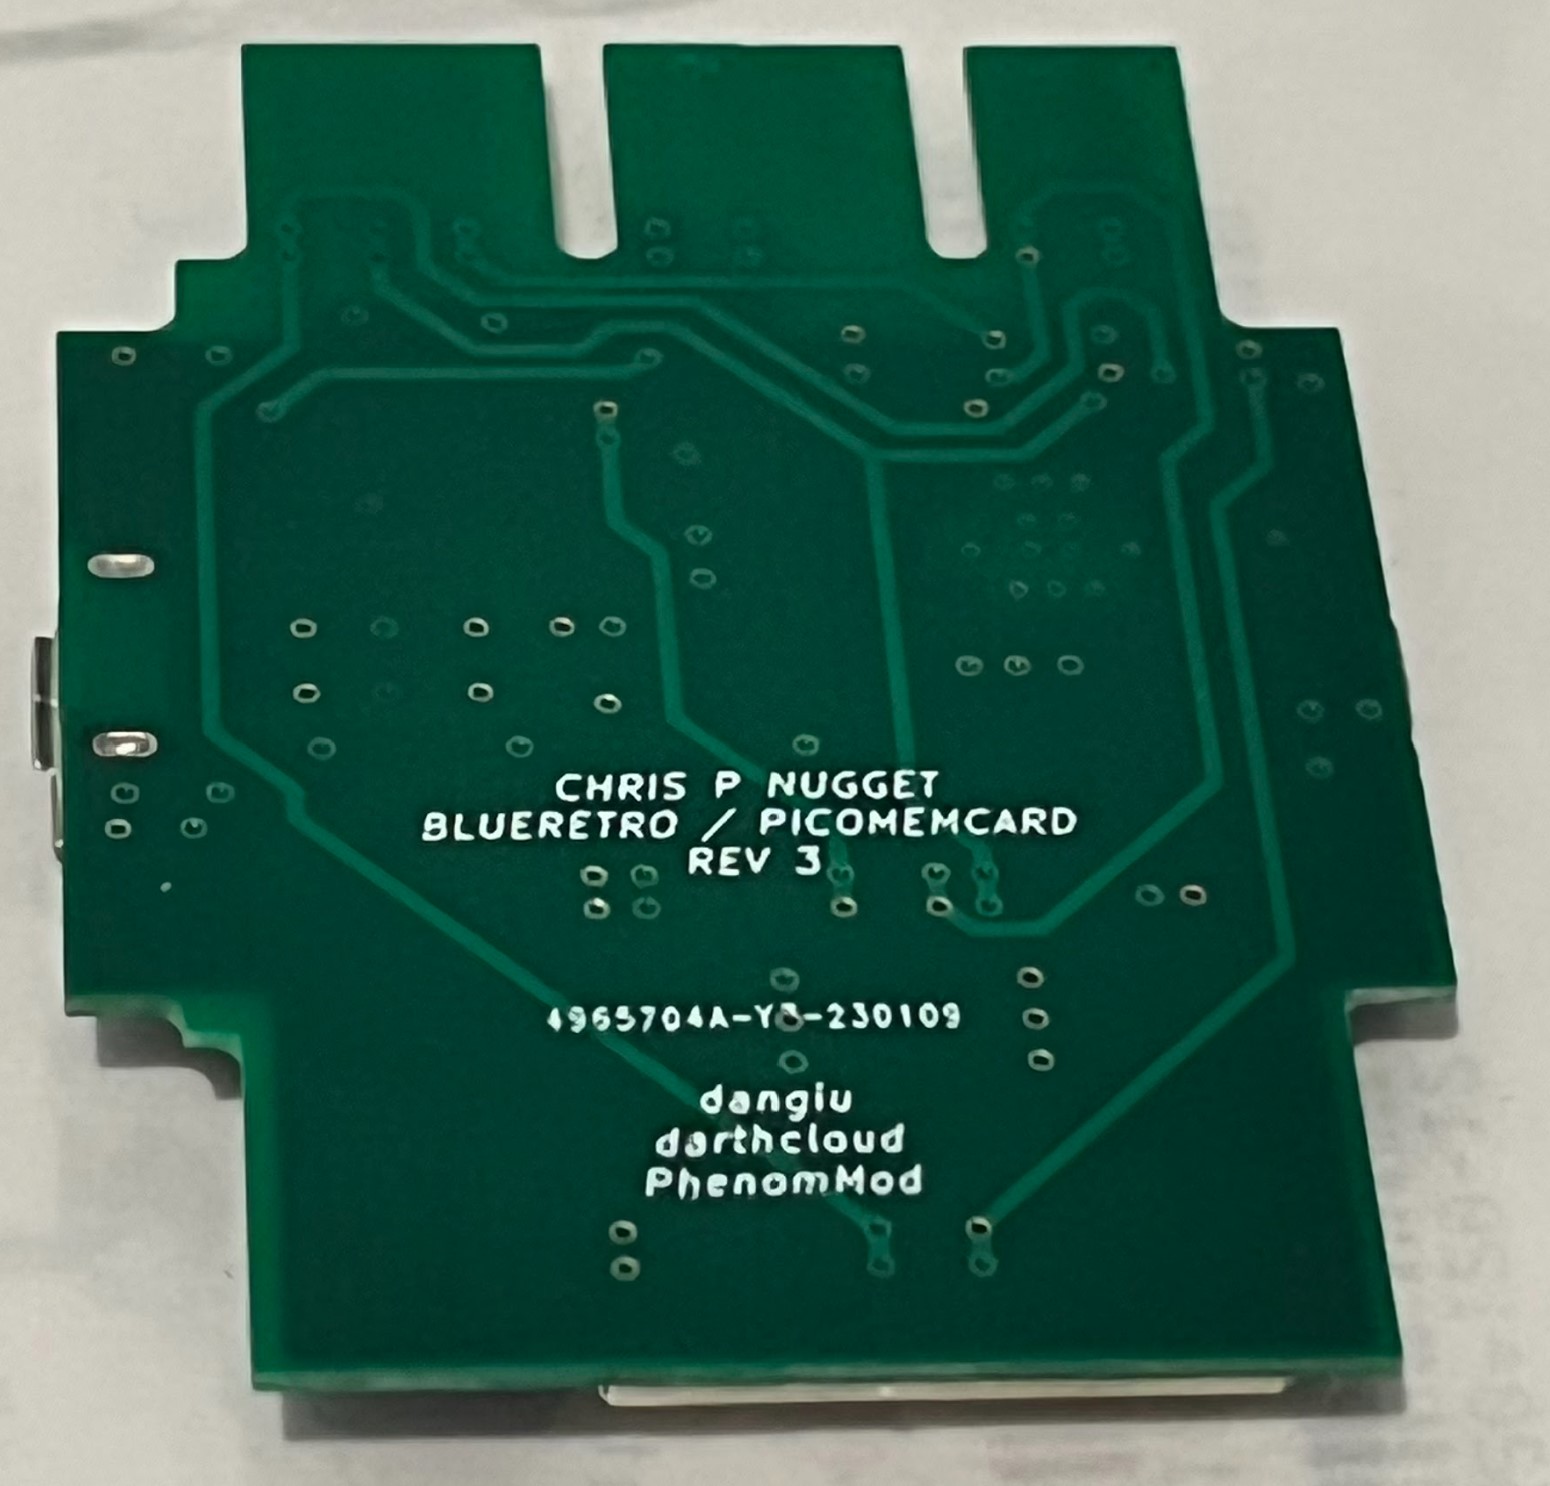 CHRIS P NUGGET
BLUERETRO / PICOMEMCARD
REV 3
dangiu
darthcloud
PhenomMod